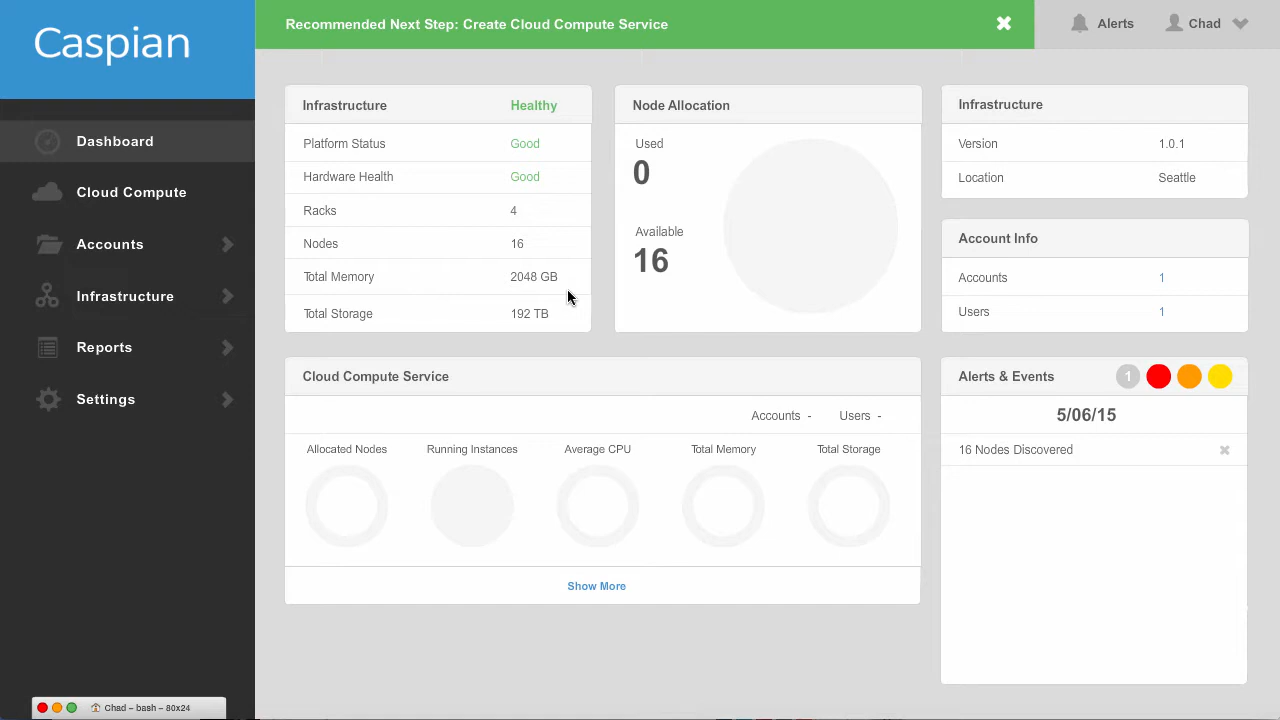 Caspian
Recommended Next Step: Create Cloud Compute Service
Alerts
Chad
Dashboard
Cloud Compute
Accounts
Infrastructure
Reports
Settings
Infrastructure Healthy
Platform Status Good
Hardware Health Good
Racks 4
Nodes 16
Total Memory 2048 GB
Total Storage 192 TB
Node Allocation
Used
0
Available
16
Infrastructure
Version 1.0.1
Location Seattle
Account Info
Accounts 1
Users 1
Cloud Compute Service
Accounts - Users -
Allocated Nodes Running Instances Average CPU Total Memory Total Storage
Show More
Alerts & Events 1
5/06/15
16 Nodes Discovered
Chad – bash – 80x24